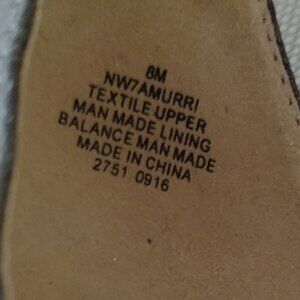 8M
NW7AMURRI
TEXTILE UPPER
MAN MADE LINING
BALANCE MAN MADE
MADE IN CHINA
2751 0916